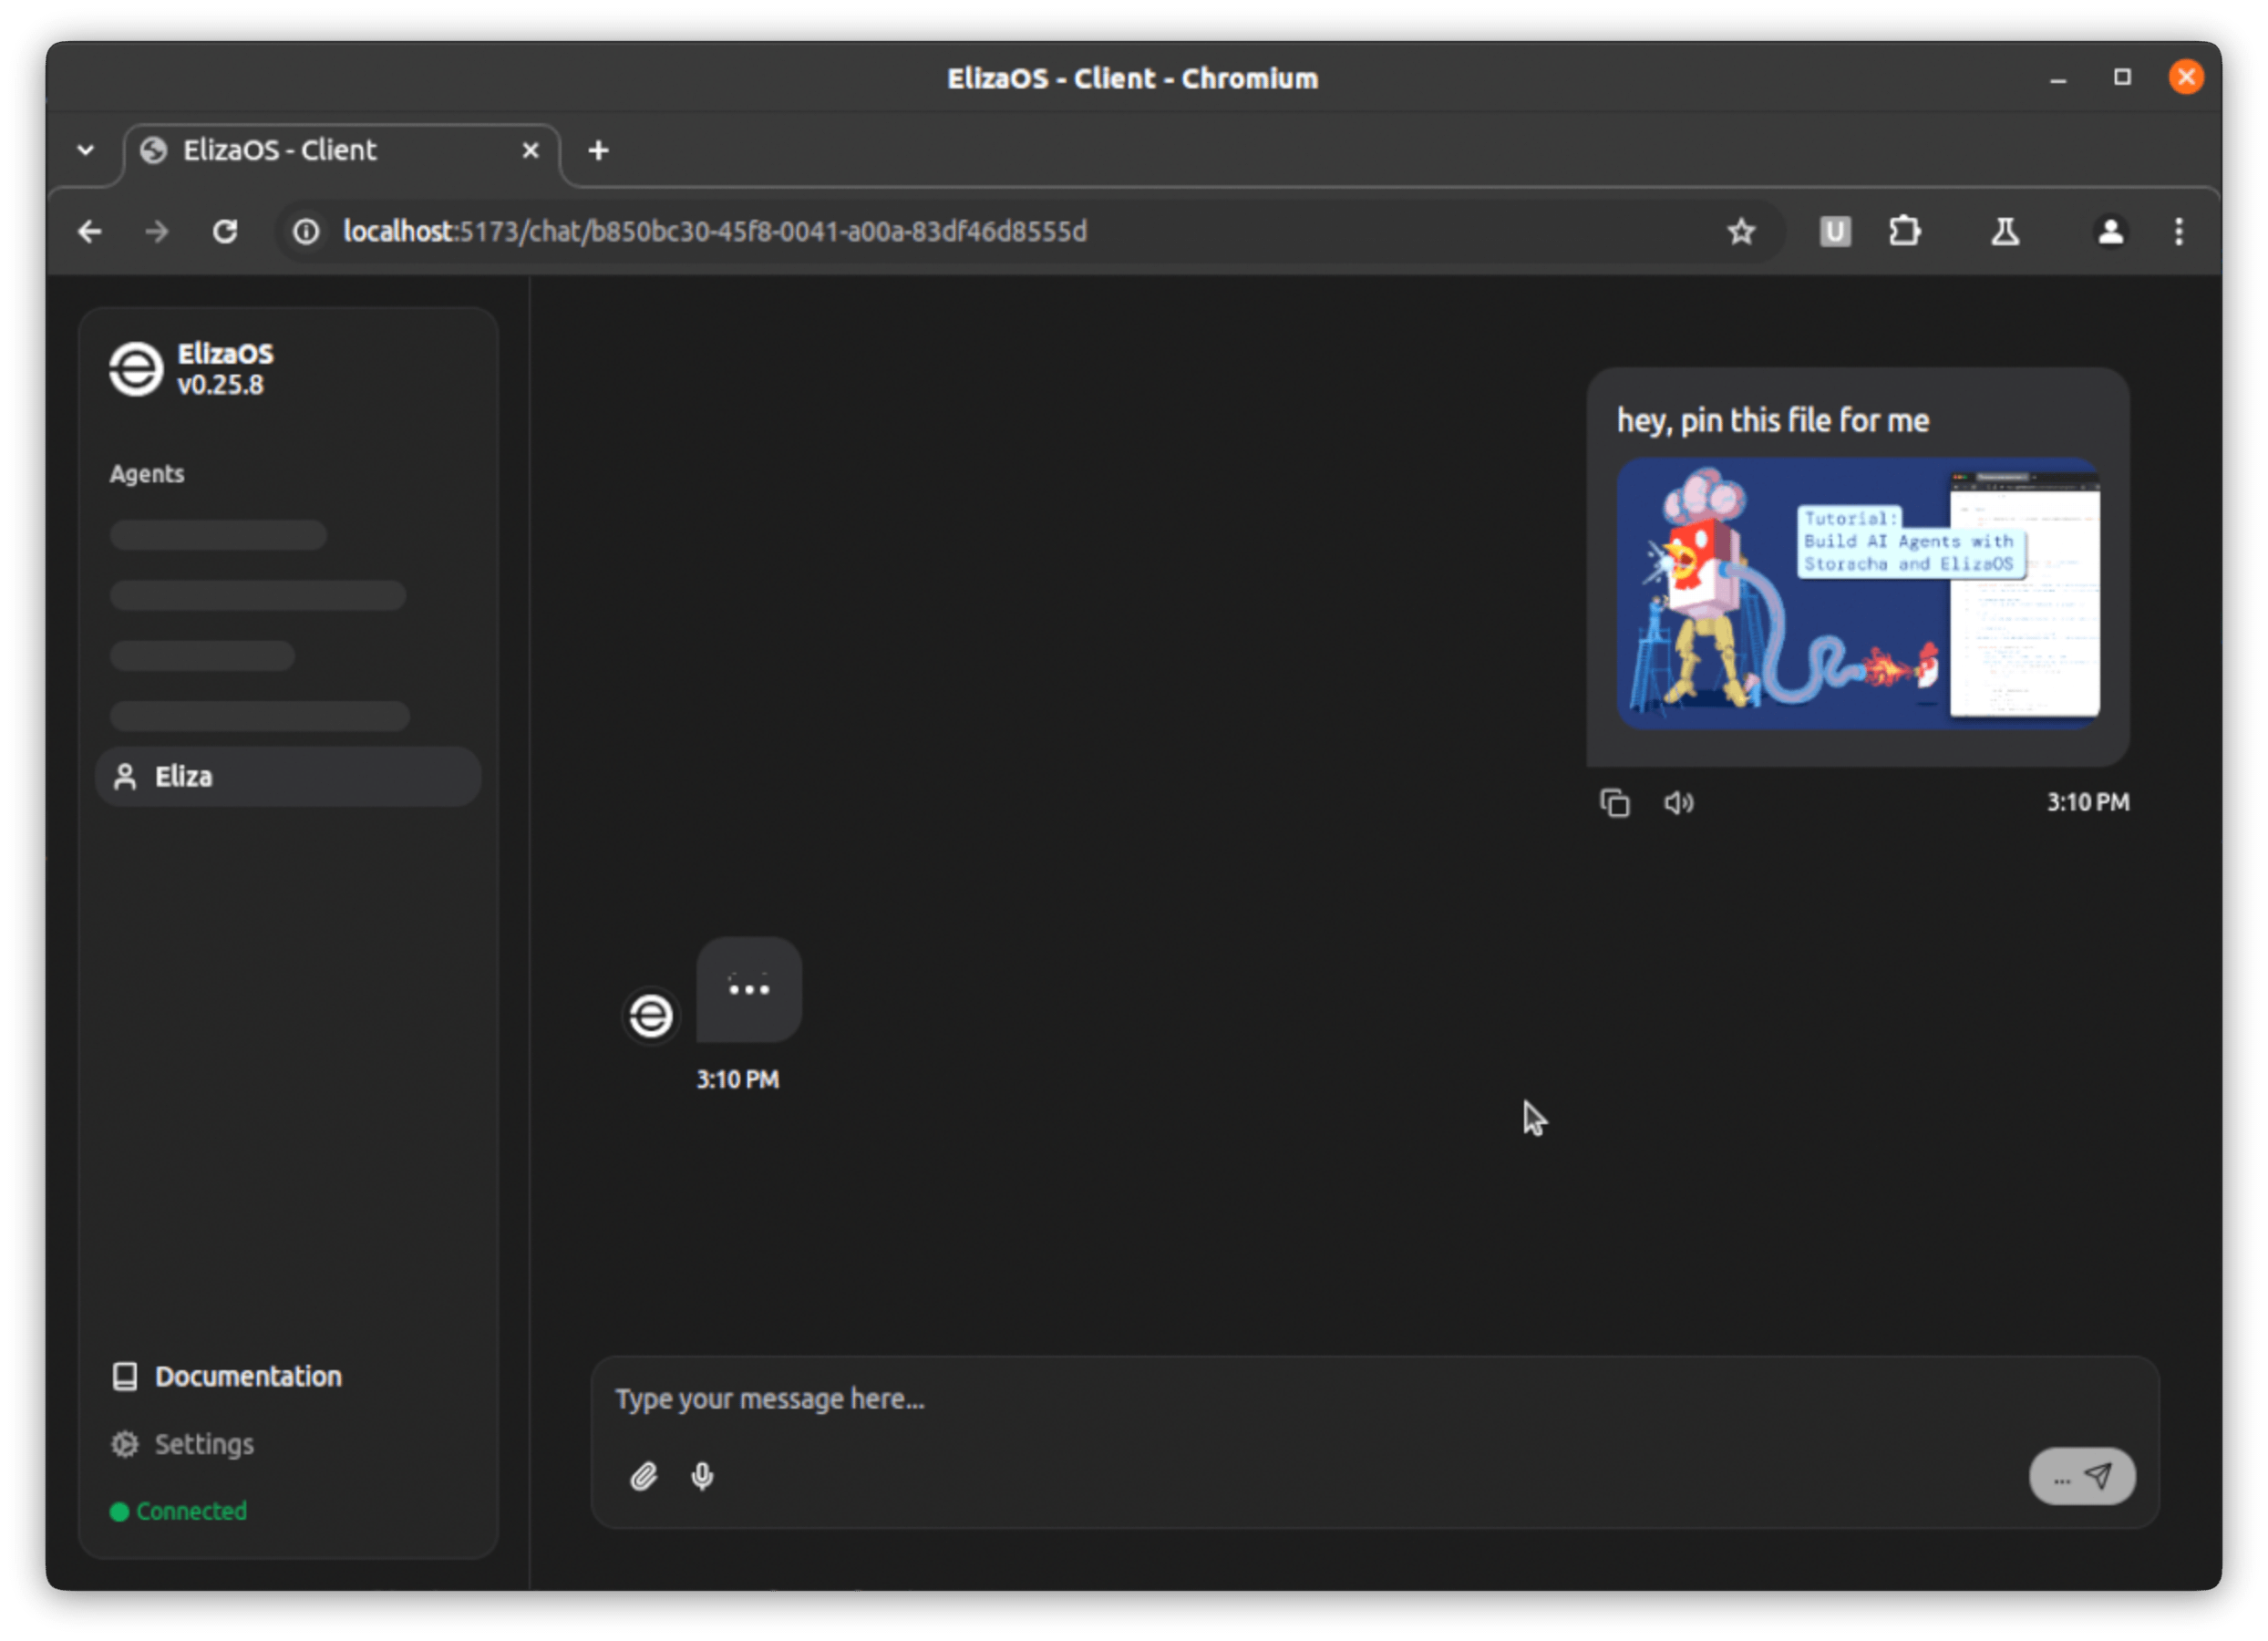 ElizaOS - Client - Chromium
ElizaOS - Client
localhost:5173/chat/b850bc30-45f8-0041-a00a-83df46d8555d
U
ElizaOS
v0.25.8
Agents
Eliza
Documentation
Settings
Connected
hey, pin this file for me
Tutorial:
Build AI Agents with
Storacha and ElizaOS
3:10 PM
...
3:10 PM
Type your message here...
...